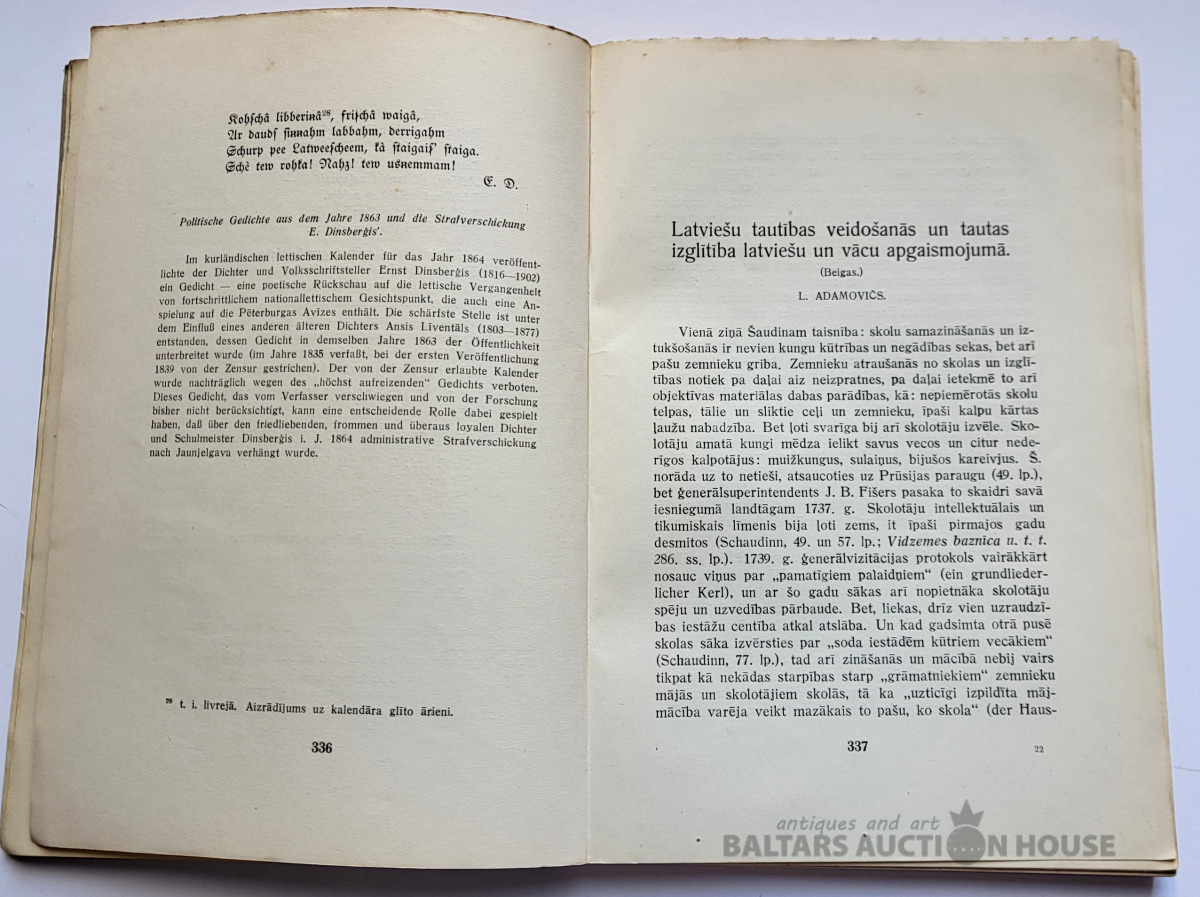 Kohſchâ libberinâ²⁸, friſchâ waigâ,
Ar daudſ ſinnahm labbahm, derrigahm
Schurp pee Latweeſcheem, kà ſtaigaiſ' ſtaiga.
Schè tew rohka! Nahz! tew usnemmam!
E. D.
Politische Gedichte aus dem Jahre 1863 und die Strafverschickung
E. Dinsberģis'.
Im kurländischen lettischen Kalender für das Jahr 1864 veröffent-
lichte der Dichter und Volksschriftsteller Ernst Dinsberģis (1816—1902)
ein Gedicht — eine poetische Rückschau auf die lettische Vergangenheit
von fortschrittlichem nationallettischem Gesichtspunkt, die auch eine An-
spielung auf die Pēterburgas Avīzes enthält. Die schärfste Stelle ist unter
dem Einfluß eines anderen älteren Dichters Ansis Līventāls (1803—1877)
entstanden, dessen Gedicht in demselben Jahre 1863 der Öffentlichkeit
unterbreitet wurde (im Jahre 1835 verfaßt, bei der ersten Veröffentlichung
1839 von der Zensur gestrichen). Der von der Zensur erlaubte Kalender
wurde nachträglich wegen des „höchst aufreizenden“ Gedichts verboten.
Dieses Gedicht, das vom Verfasser verschwiegen und von der Forschung
bisher nicht berücksichtigt, kann eine entscheidende Rolle dabei gespielt
haben, daß über den friedliebenden, frommen und überaus loyalen Dichter
und Schulmeister Dinsberģis i. J. 1864 administrative Strafverschickung
nach Jaunjelgava verhängt wurde.
²⁸ t. i. livrejā. Aizrādījums uz kalendāra glīto ārieni.
336
Latviešu tautības veidošanās un tautas
izglītība latviešu un vācu apgaismojumā.
(Beigas.)
L. ADAMOVIČS.
Vienā ziņā Šaudinam taisnība: skolu samazināšanās un iz-
tukšošanās ir nevien kungu kūtrības un negādības sekas, bet arī
pašu zemnieku griba. Zemnieku atraušanās no skolas un izglī-
tības notiek pa daļai aiz neizpratnes, pa daļai ietekmē to arī
objektīvas materiālas dabas parādības, kā: nepiemērotās skolu
telpas, tālie un sliktie ceļi un zemnieku, īpaši kalpu kārtas
ļaužu nabadzība. Bet ļoti svarīga bij arī skolotāju izvēle. Sko-
lotāju amatā kungi mēdza ielikt savus vecos un citur nede-
rīgos kalpotājus: muižkungus, sulaiņus, bijušos kareivjus. Š.
norāda uz to netieši, atsaucoties uz Prūsijas paraugu (49. lp.),
bet ģenerālsuperintendents J. B. Fišers pasaka to skaidri savā
iesniegumā landtāgam 1737. g. Skolotāju intellektuālais un
tikumiskais līmenis bija ļoti zems, it īpaši pirmajos gadu
desmitos (Schaudinn, 49. un 57. lp.; Vidzemes baznīca u. t. t.
286. ss. lp.). 1739. g. ģenerālvizitācijas protokols vairākkārt
nosauc viņus par „pamatīgiem palaidņiem“ (ein grundlieder-
licher Kerl), un ar šo gadu sākas arī nopietnāka skolotāju
spēju un uzvedības pārbaude. Bet, liekas, drīz vien uzraudzī-
bas iestāžu centība atkal atslāba. Un kad gadsimta otrā pusē
skolas sāka izvērsties par „soda iestādēm kūtriem vecākiem“
(Schaudinn, 77. lp.), tad arī zināšanās un mācībā nebij vairs
tikpat kā nekādas starpības starp „grāmatniekiem“ zemnieku
mājās un skolotājiem skolās, tā ka „uzticīgi izpildīta māj-
mācība varēja veikt mazākais to pašu, ko skola“ (der Haus-
337
22
antiques and art
BALTARS AUCTION HOUSE